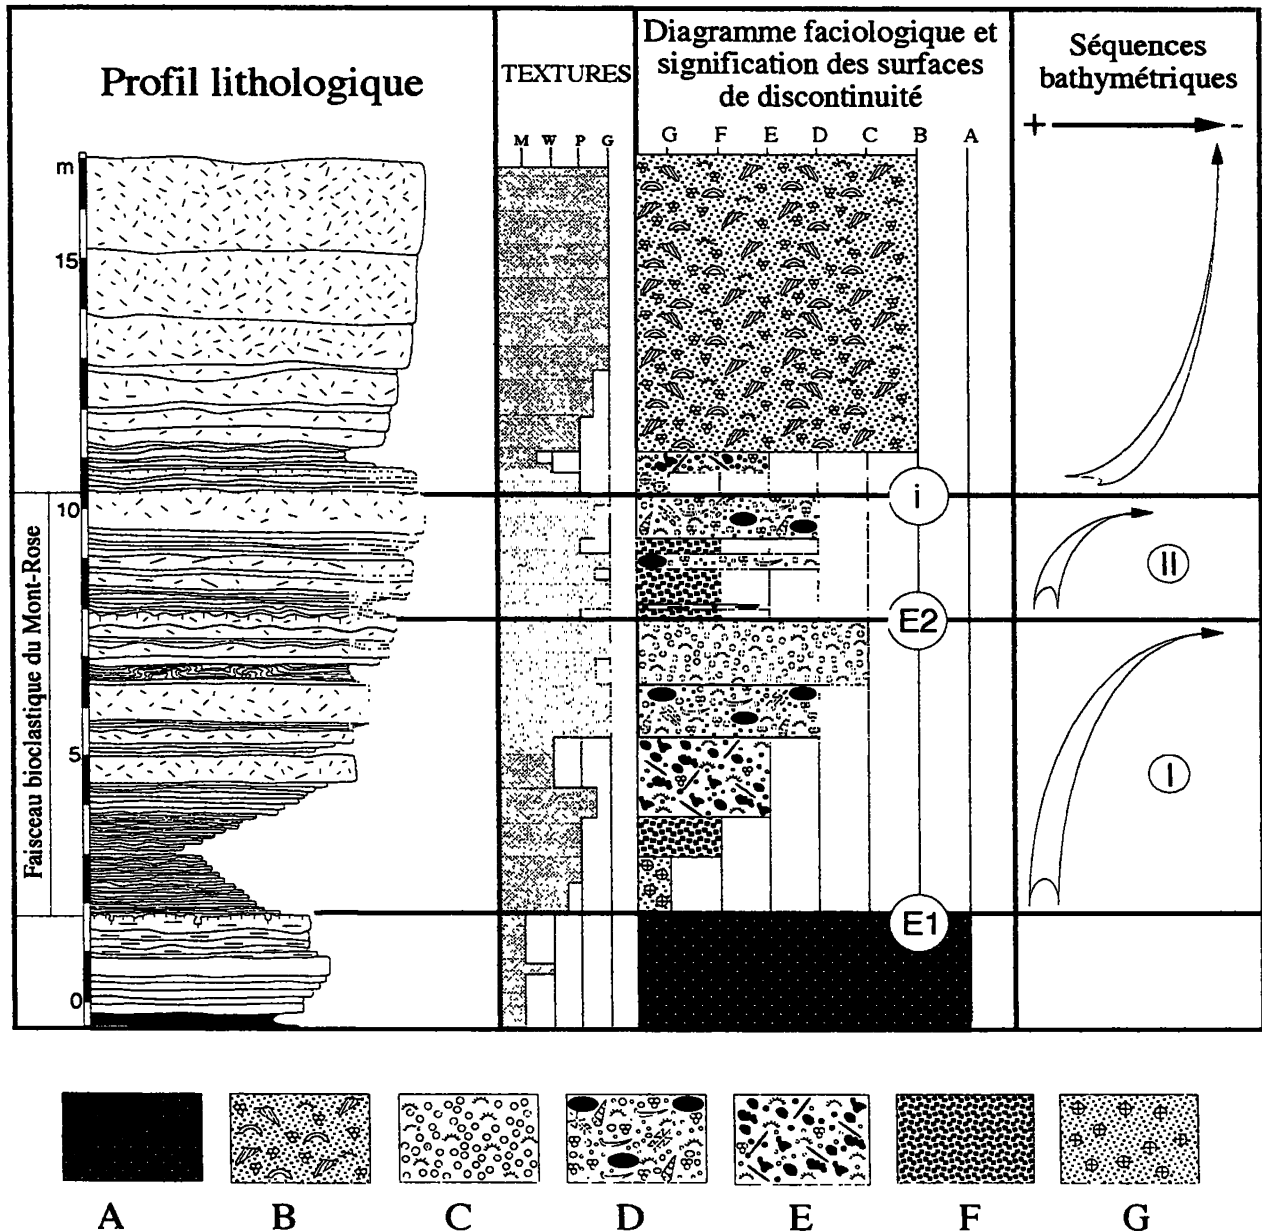 Profil lithologique
TEXTURES
M W P G
Diagramme faciologique et
signification des surfaces
de discontinuité
G F E D C B A
Séquences
bathymétriques
+ -
m
15
10
5
0
Faisceau bioclastique du Mont-Rose
i
II
E2
I
E1
A B C D E F G